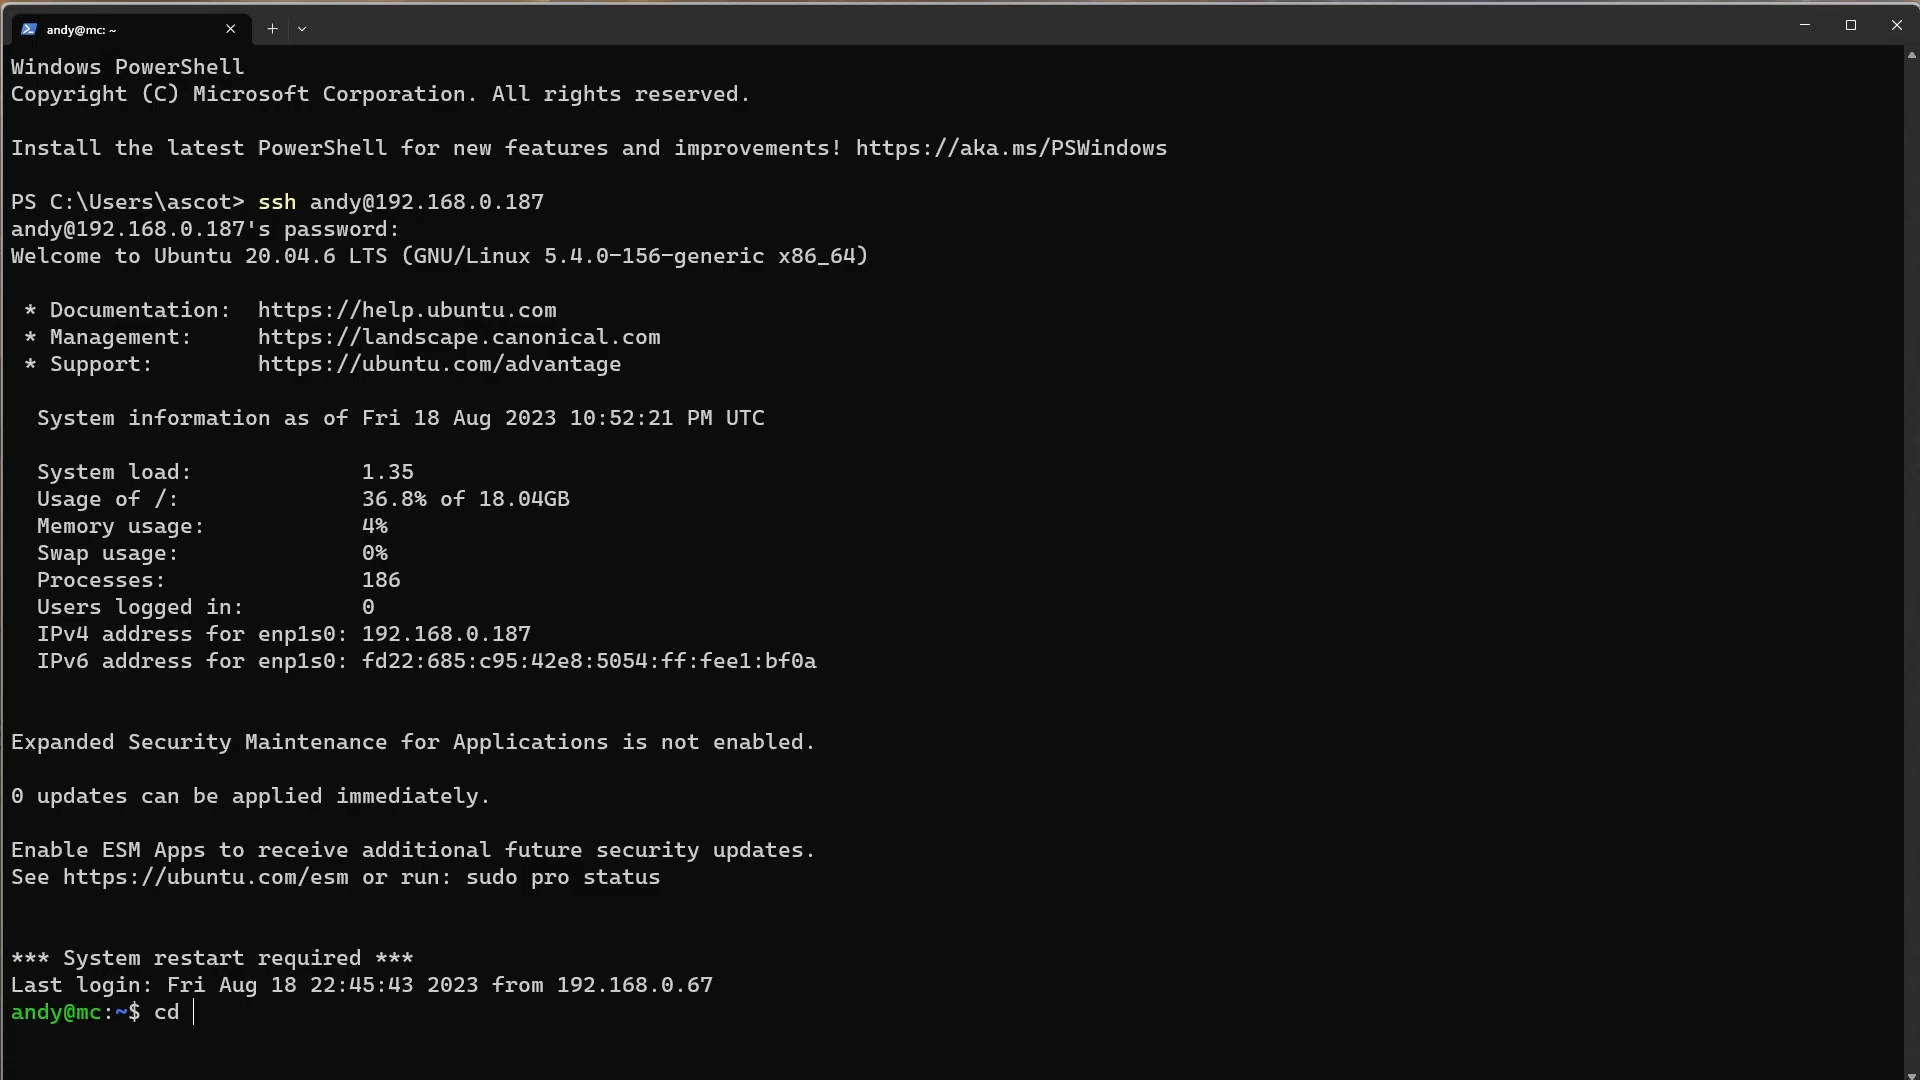 andy@mc: ~
Windows PowerShell
Copyright (C) Microsoft Corporation. All rights reserved.
Install the latest PowerShell for new features and improvements! https://aka.ms/PSWindows
PS C:\Users\ascot> ssh andy@192.168.0.187
andy@192.168.0.187's password:
Welcome to Ubuntu 20.04.6 LTS (GNU/Linux 5.4.0-156-generic x86_64)
* Documentation:  https://help.ubuntu.com
* Management:     https://landscape.canonical.com
* Support:        https://ubuntu.com/advantage
System information as of Fri 18 Aug 2023 10:52:21 PM UTC
System load:             1.35
Usage of /:              36.8% of 18.04GB
Memory usage:            4%
Swap usage:              0%
Processes:               186
Users logged in:         0
IPv4 address for enp1s0: 192.168.0.187
IPv6 address for enp1s0: fd22:685:c95:42e8:5054:ff:fee1:bf0a
Expanded Security Maintenance for Applications is not enabled.
0 updates can be applied immediately.
Enable ESM Apps to receive additional future security updates.
See https://ubuntu.com/esm or run: sudo pro status
*** System restart required ***
Last login: Fri Aug 18 22:45:43 2023 from 192.168.0.67
andy@mc:~$ cd